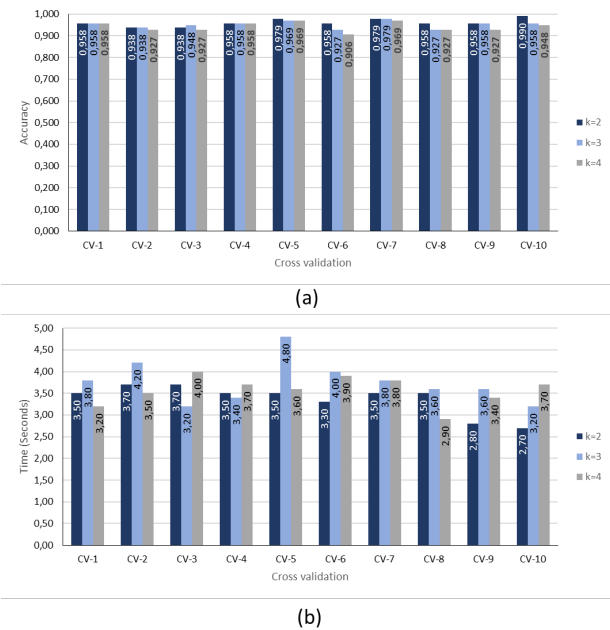 1,000
0,900
0,800
0,700
0,600
0,500
0,400
0,300
0,200
0,100
0,000
Accuracy
0,958 0,958 0,958
0,938 0,938 0,927
0,938 0,948 0,927
0,958 0,958 0,958
0,979 0,969 0,969
0,958 0,927 0,906
0,979 0,979 0,969
0,958 0,927 0,927
0,958 0,958 0,927
0,990 0,958 0,948
k=2
k=3
k=4
CV-1 CV-2 CV-3 CV-4 CV-5 CV-6 CV-7 CV-8 CV-9 CV-10
Cross validation
(a)
5,00
4,50
4,00
3,50
3,00
2,50
2,00
1,50
1,00
0,50
0,00
Time (Seconds)
3,50 3,80 3,20
3,70 4,20 3,50
3,70 3,20 4,00
3,50 3,40 3,70
3,50 4,80 3,60
3,30 4,00 3,90
3,50 3,80 3,80
3,50 3,60 2,90
2,80 3,60 3,40
2,70 3,20 3,70
k=2
k=3
k=4
CV-1 CV-2 CV-3 CV-4 CV-5 CV-6 CV-7 CV-8 CV-9 CV-10
Cross validation
(b)